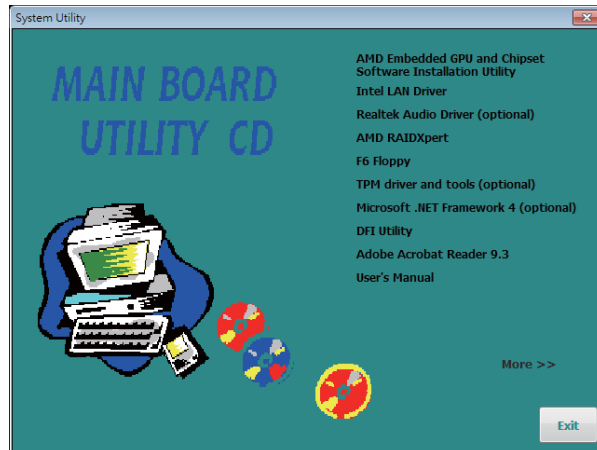 System Utility
MAIN BOARD
UTILITY CD
AMD Embedded GPU and Chipset
Software Installation Utility
Intel LAN Driver
Realtek Audio Driver (optional)
AMD RAIDXpert
F6 Floppy
TPM driver and tools (optional)
Microsoft .NET Framework 4 (optional)
DFI Utility
Adobe Acrobat Reader 9.3
User's Manual
More >>
Exit